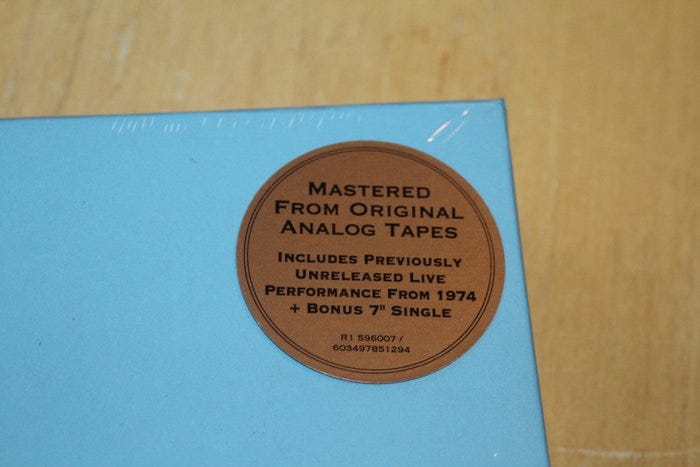 Mastered
From Original
Analog Tapes
Includes Previously
Unreleased Live
Performance From 1974
+ Bonus 7" Single
R1 596007 /
603497851294